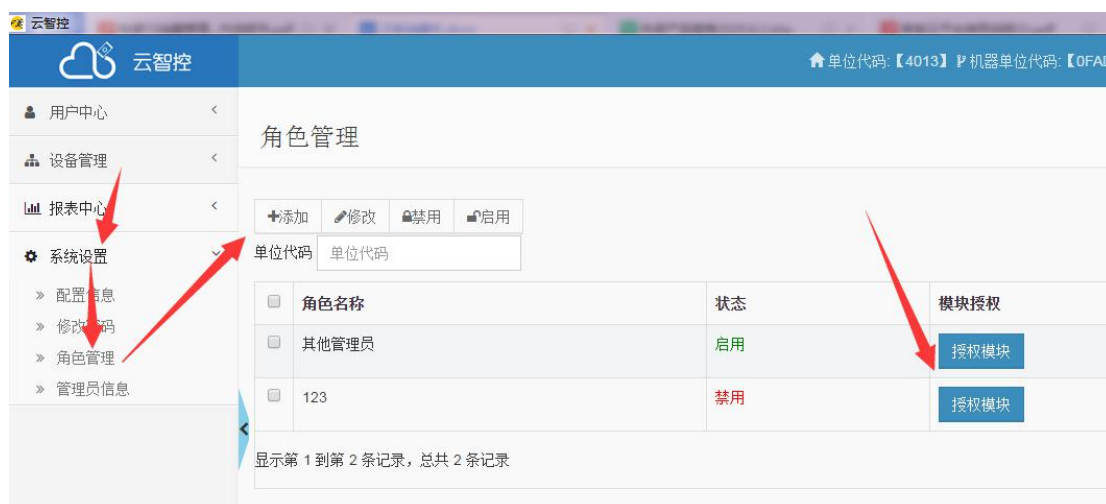 云智控
云智控
单位代码:【4013】 机器单位代码:【0FA
用户中心
设备管理
报表中心
系统设置
配置信息
修改密码
角色管理
管理员信息
角色管理
添加 修改 禁用 启用
单位代码 单位代码
角色名称 状态 模块授权
其他管理员 启用 授权模块
123 禁用 授权模块
显示第 1 到第 2 条记录，总共 2 条记录